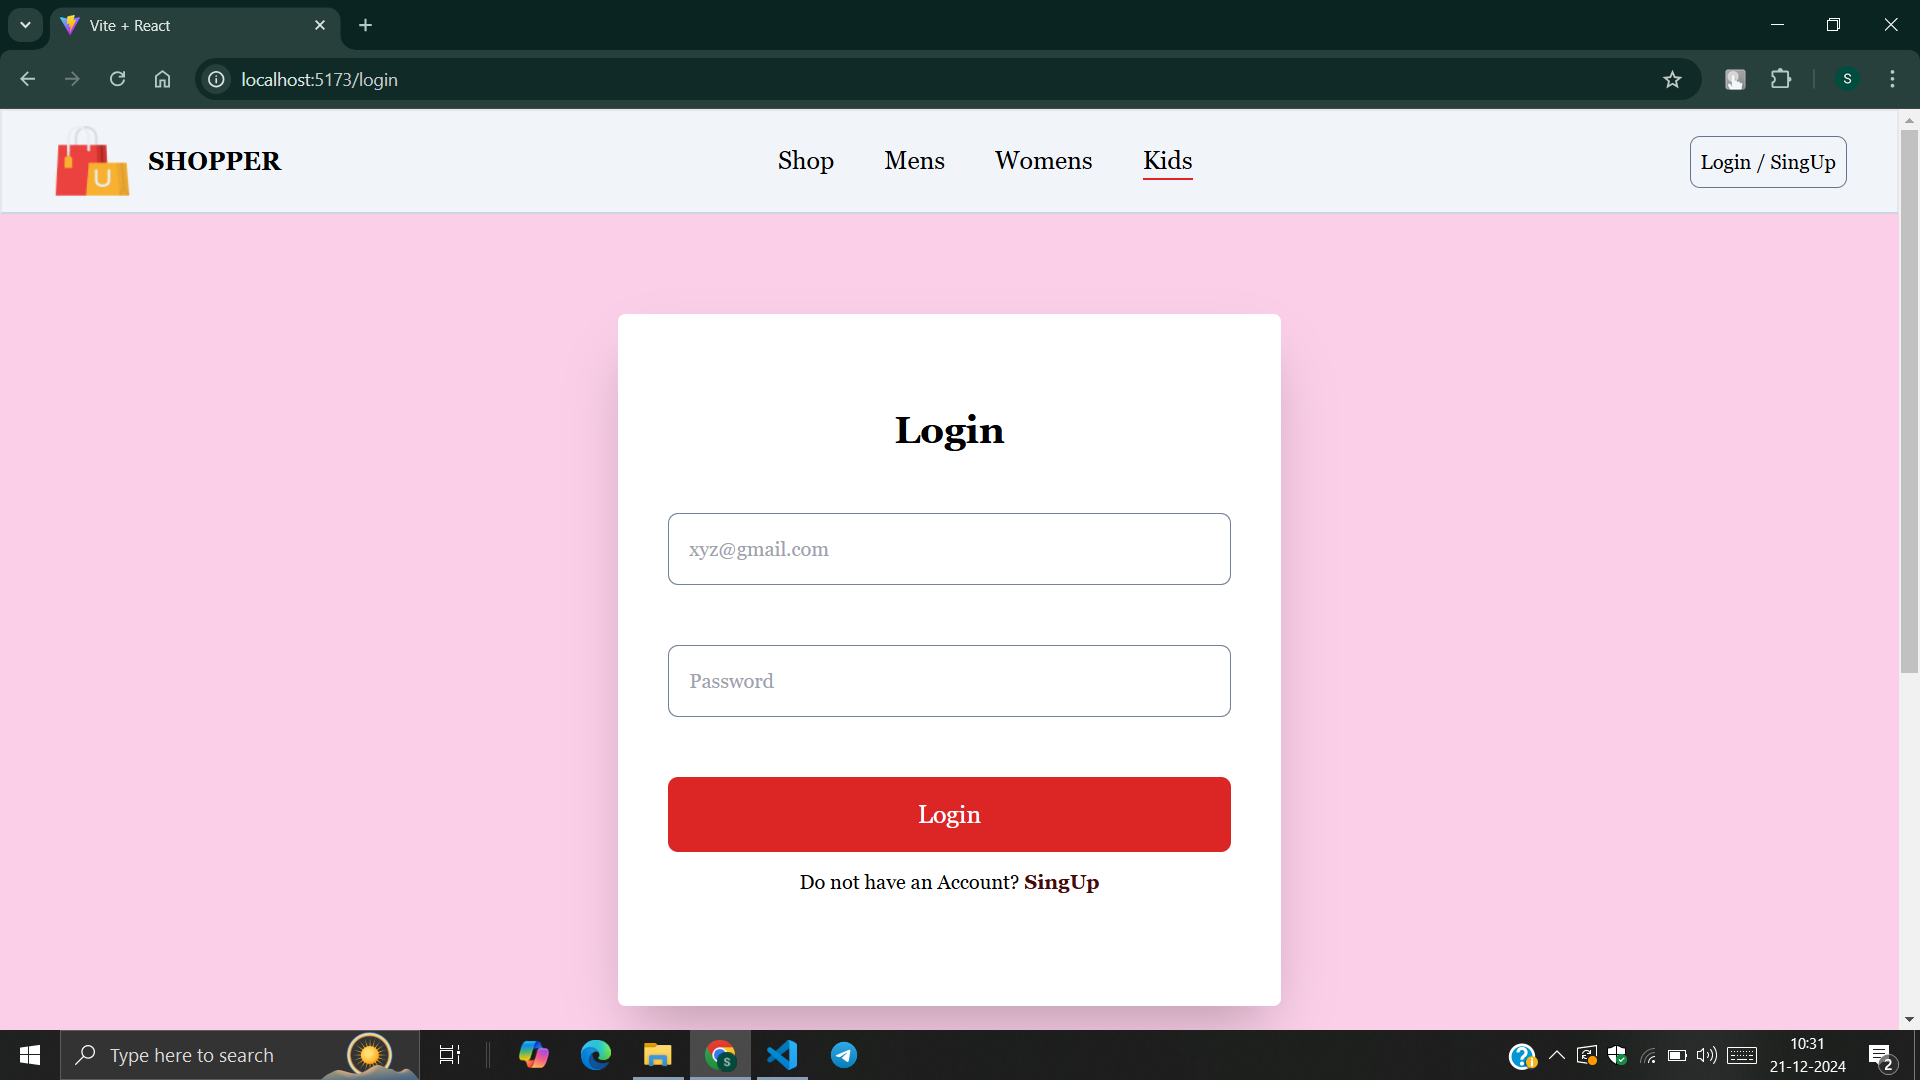 Vite + React
localhost:5173/login
S
U
SHOPPER
Shop
Mens
Womens
Kids
Login / SingUp
Login
xyz@gmail.com
Password
Login
Do not have an Account? SingUp
Type here to search
S
10:31
21-12-2024
2